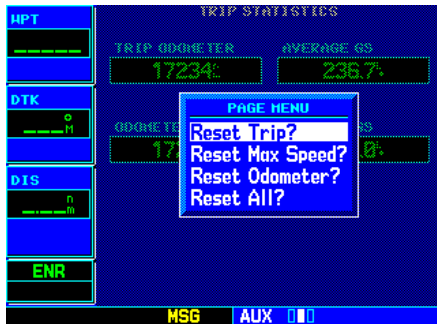 WPT
TRIP STATISTICS
TRIP ODOMETER
AVERAGE GS
17234
236.7
DTK
M
PAGE MENU
Reset Trip?
Reset Max Speed?
Reset Odometer?
Reset All?
DIS
nm
ENR
MSG
AUX